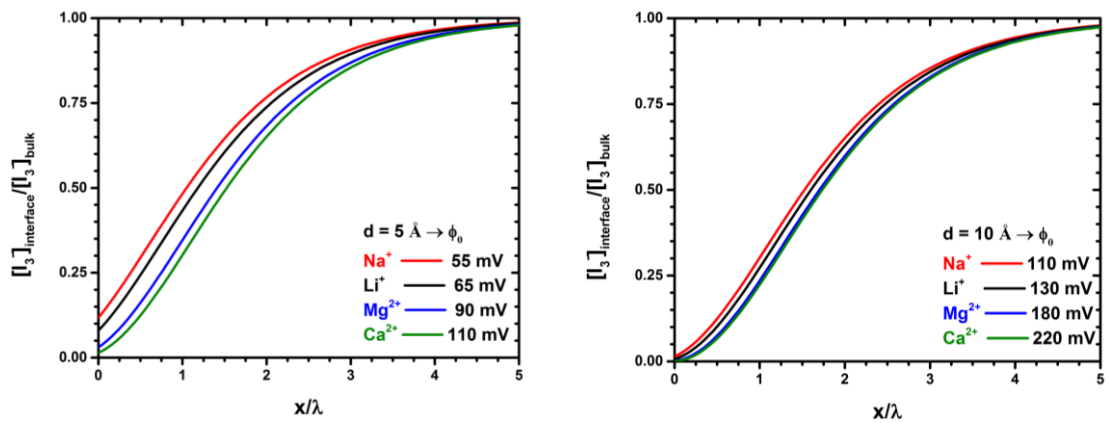 1.00
0.75
0.50
0.25
0.00
[I₃]interface/[I₃]bulk
d = 5 Å → ϕ₀
Na⁺ 55 mV
Li⁺ 65 mV
Mg²⁺ 90 mV
Ca²⁺ 110 mV
0 1 2 3 4 5
x/λ
1.00
0.75
0.50
0.25
0.00
[I₃]interface/[I₃]bulk
d = 10 Å → ϕ₀
Na⁺ 110 mV
Li⁺ 130 mV
Mg²⁺ 180 mV
Ca²⁺ 220 mV
0 1 2 3 4 5
x/λ